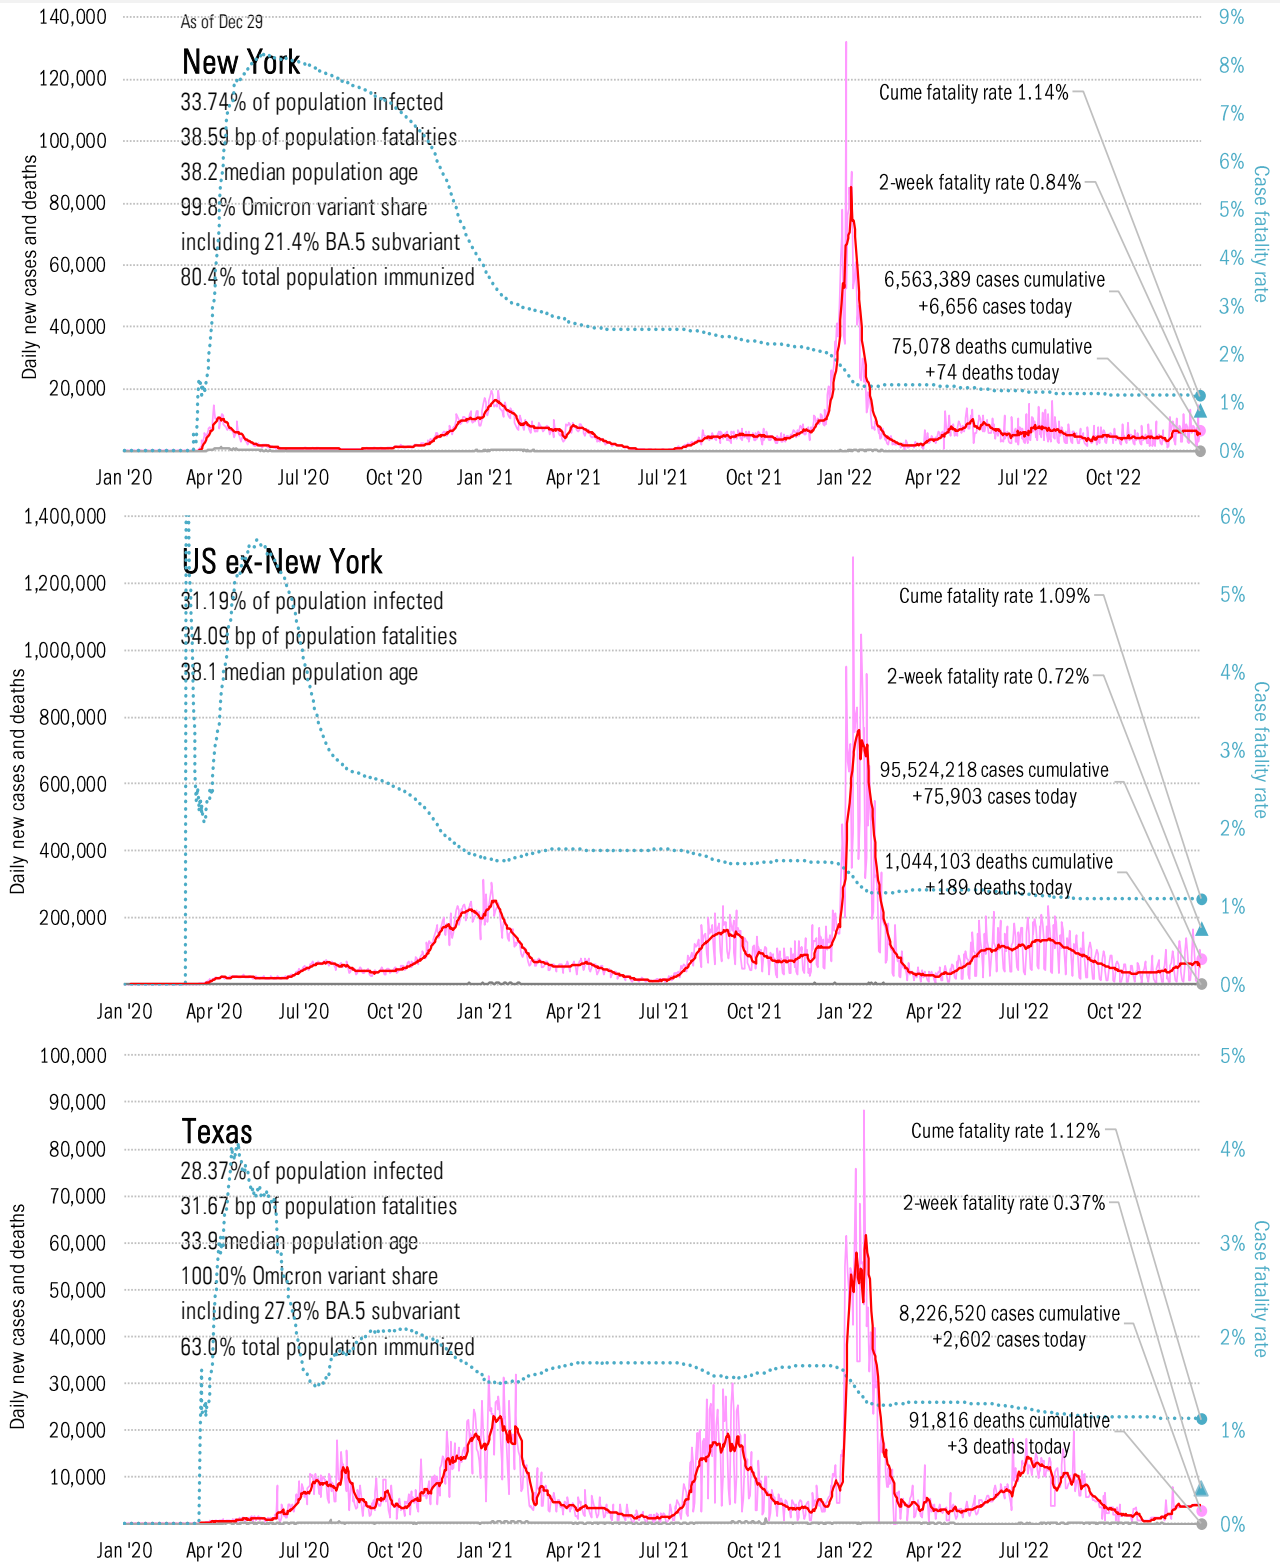 As of Dec 29
New York
33.74% of population infected
38.59 bp of population fatalities
38.2 median population age
99.8% Omicron variant share
including 21.4% BA.5 subvariant
80.4% total population immunized
Cume fatality rate 1.14%
2-week fatality rate 0.84%
6,563,389 cases cumulative
+6,656 cases today
75,078 deaths cumulative
+74 deaths today
Daily new cases and deaths
140,000
120,000
100,000
80,000
60,000
40,000
20,000
9%
8%
7%
6%
5%
4%
3%
2%
1%
0%
Case fatality rate
Jan '20 Apr '20 Jul '20 Oct '20 Jan '21 Apr '21 Jul '21 Oct '21 Jan '22 Apr '22 Jul '22 Oct '22
US ex-New York
31.19% of population infected
34.09 bp of population fatalities
38.1 median population age
Cume fatality rate 1.09%
2-week fatality rate 0.72%
95,524,218 cases cumulative
+75,903 cases today
1,044,103 deaths cumulative
+189 deaths today
Daily new cases and deaths
1,400,000
1,200,000
1,000,000
800,000
600,000
400,000
200,000
6%
5%
4%
3%
2%
1%
0%
Case fatality rate
Jan '20 Apr '20 Jul '20 Oct '20 Jan '21 Apr '21 Jul '21 Oct '21 Jan '22 Apr '22 Jul '22 Oct '22
Texas
28.37% of population infected
31.67 bp of population fatalities
33.9 median population age
100.0% Omicron variant share
including 27.8% BA.5 subvariant
63.0% total population immunized
Cume fatality rate 1.12%
2-week fatality rate 0.37%
8,226,520 cases cumulative
+2,602 cases today
91,816 deaths cumulative
+3 deaths today
Daily new cases and deaths
100,000
90,000
80,000
70,000
60,000
50,000
40,000
30,000
20,000
10,000
5%
4%
3%
2%
1%
0%
Case fatality rate
Jan '20 Apr '20 Jul '20 Oct '20 Jan '21 Apr '21 Jul '21 Oct '21 Jan '22 Apr '22 Jul '22 Oct '22